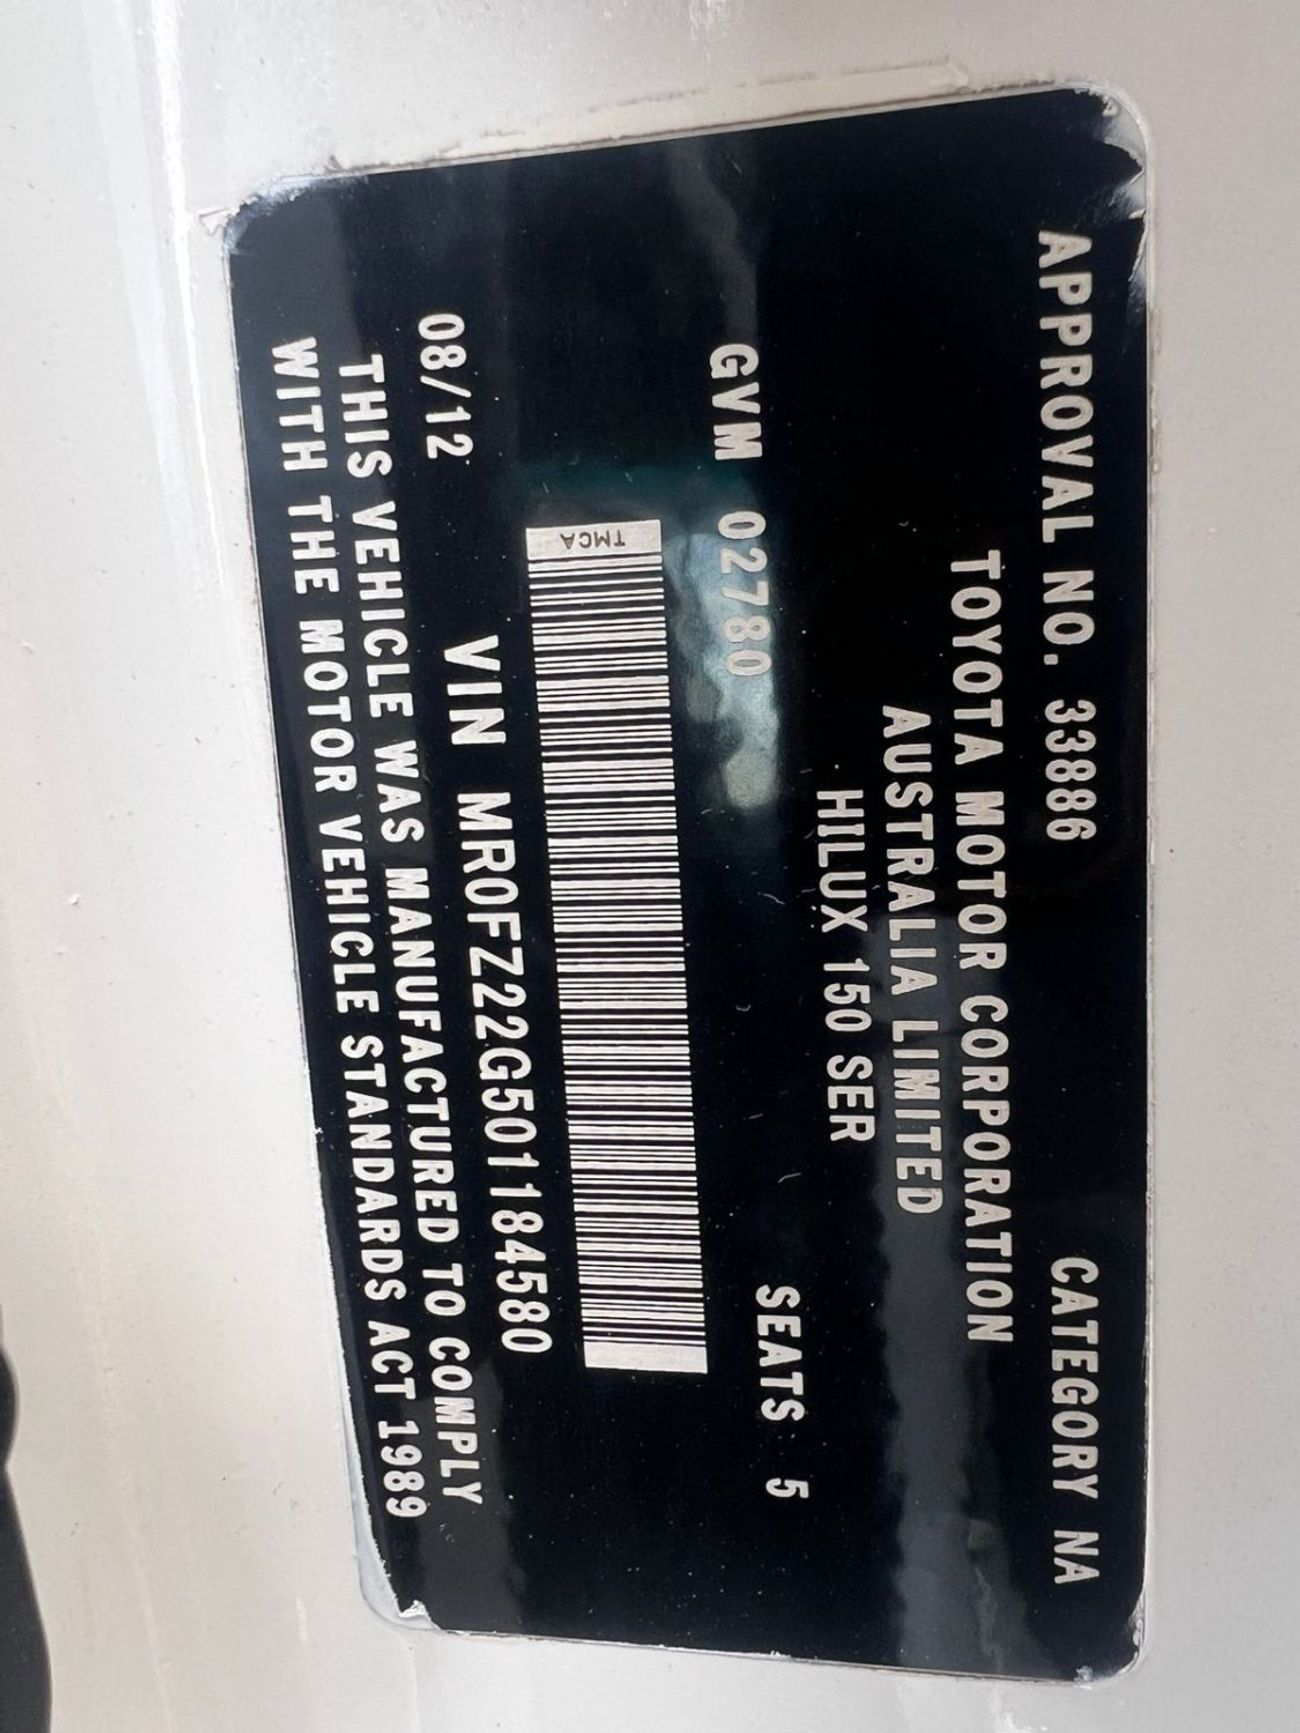 APPROVAL NO. 33886 CATEGORY NA
TOYOTA MOTOR CORPORATION
AUSTRALIA LIMITED
HILUX 150 SER
GVM 02780 SEATS 5
TMCA
VIN MR0FZ22G501184580
08/12
THIS VEHICLE WAS MANUFACTURED TO COMPLY
WITH THE MOTOR VEHICLE STANDARDS ACT 1989